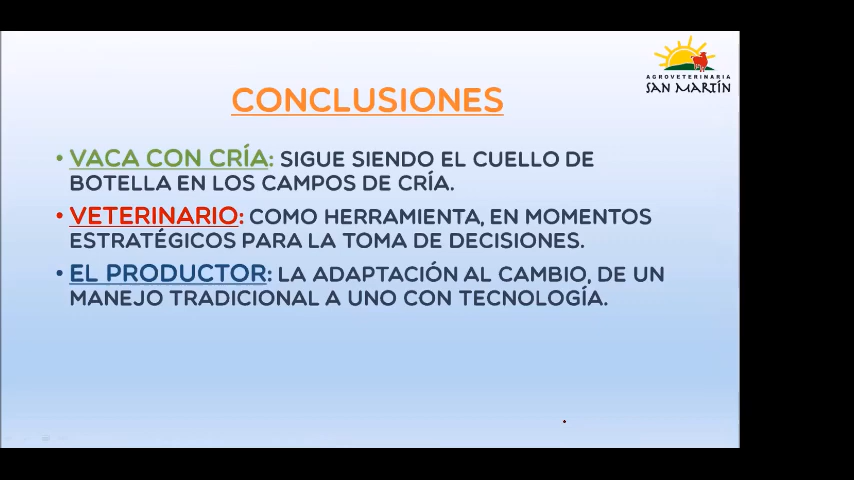 AGROVETERINARIA
SAN MARTÍN
CONCLUSIONES
• VACA CON CRÍA: SIGUE SIENDO EL CUELLO DE
BOTELLA EN LOS CAMPOS DE CRÍA.
• VETERINARIO: COMO HERRAMIENTA, EN MOMENTOS
ESTRATÉGICOS PARA LA TOMA DE DECISIONES.
• EL PRODUCTOR: LA ADAPTACIÓN AL CAMBIO, DE UN
MANEJO TRADICIONAL A UNO CON TECNOLOGÍA.